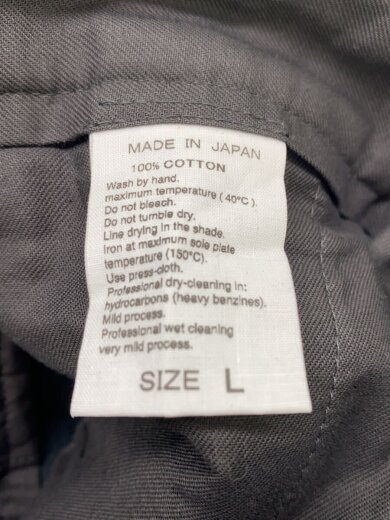 MADE IN JAPAN
100% COTTON
Wash by hand.
maximum temperature ( 40°C ).
Do not bleach.
Do not tumble dry.
Line drying in the shade.
Iron at maximum sole plate
temperature (150°C).
Use press-cloth.
Professional dry-cleaning in:
hydrocarbons (heavy benzines).
Mild process.
Professional wet cleaning
very mild process.
SIZE L